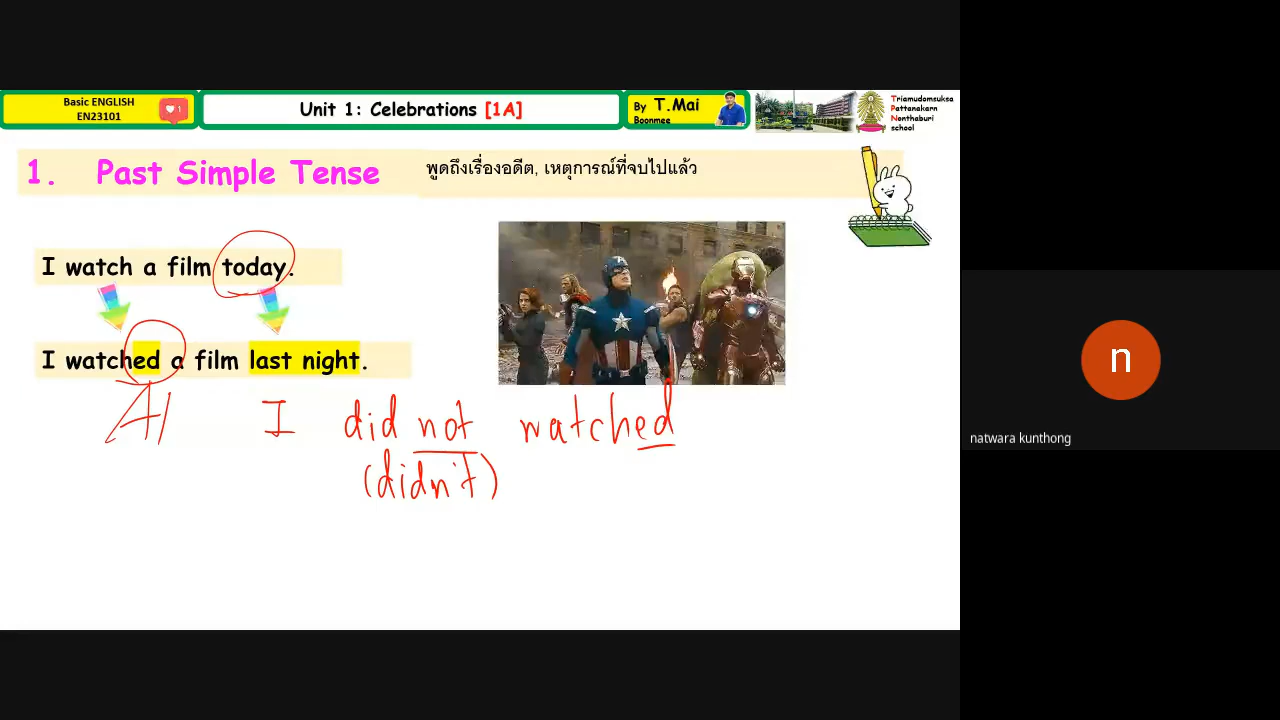 Basic ENGLISH
EN23101
1
Unit 1: Celebrations [1A]
By T.Mai
Boonmee
Triamudomsuksa
Pattanakarn
Nonthaburi
school
1. Past Simple Tense
พูดถึงเรื่องอดีต, เหตุการณ์ที่จบไปแล้ว
I watch a film today.
I watched a film last night.
I did not watched
(didn't)
n
natwara kunthong